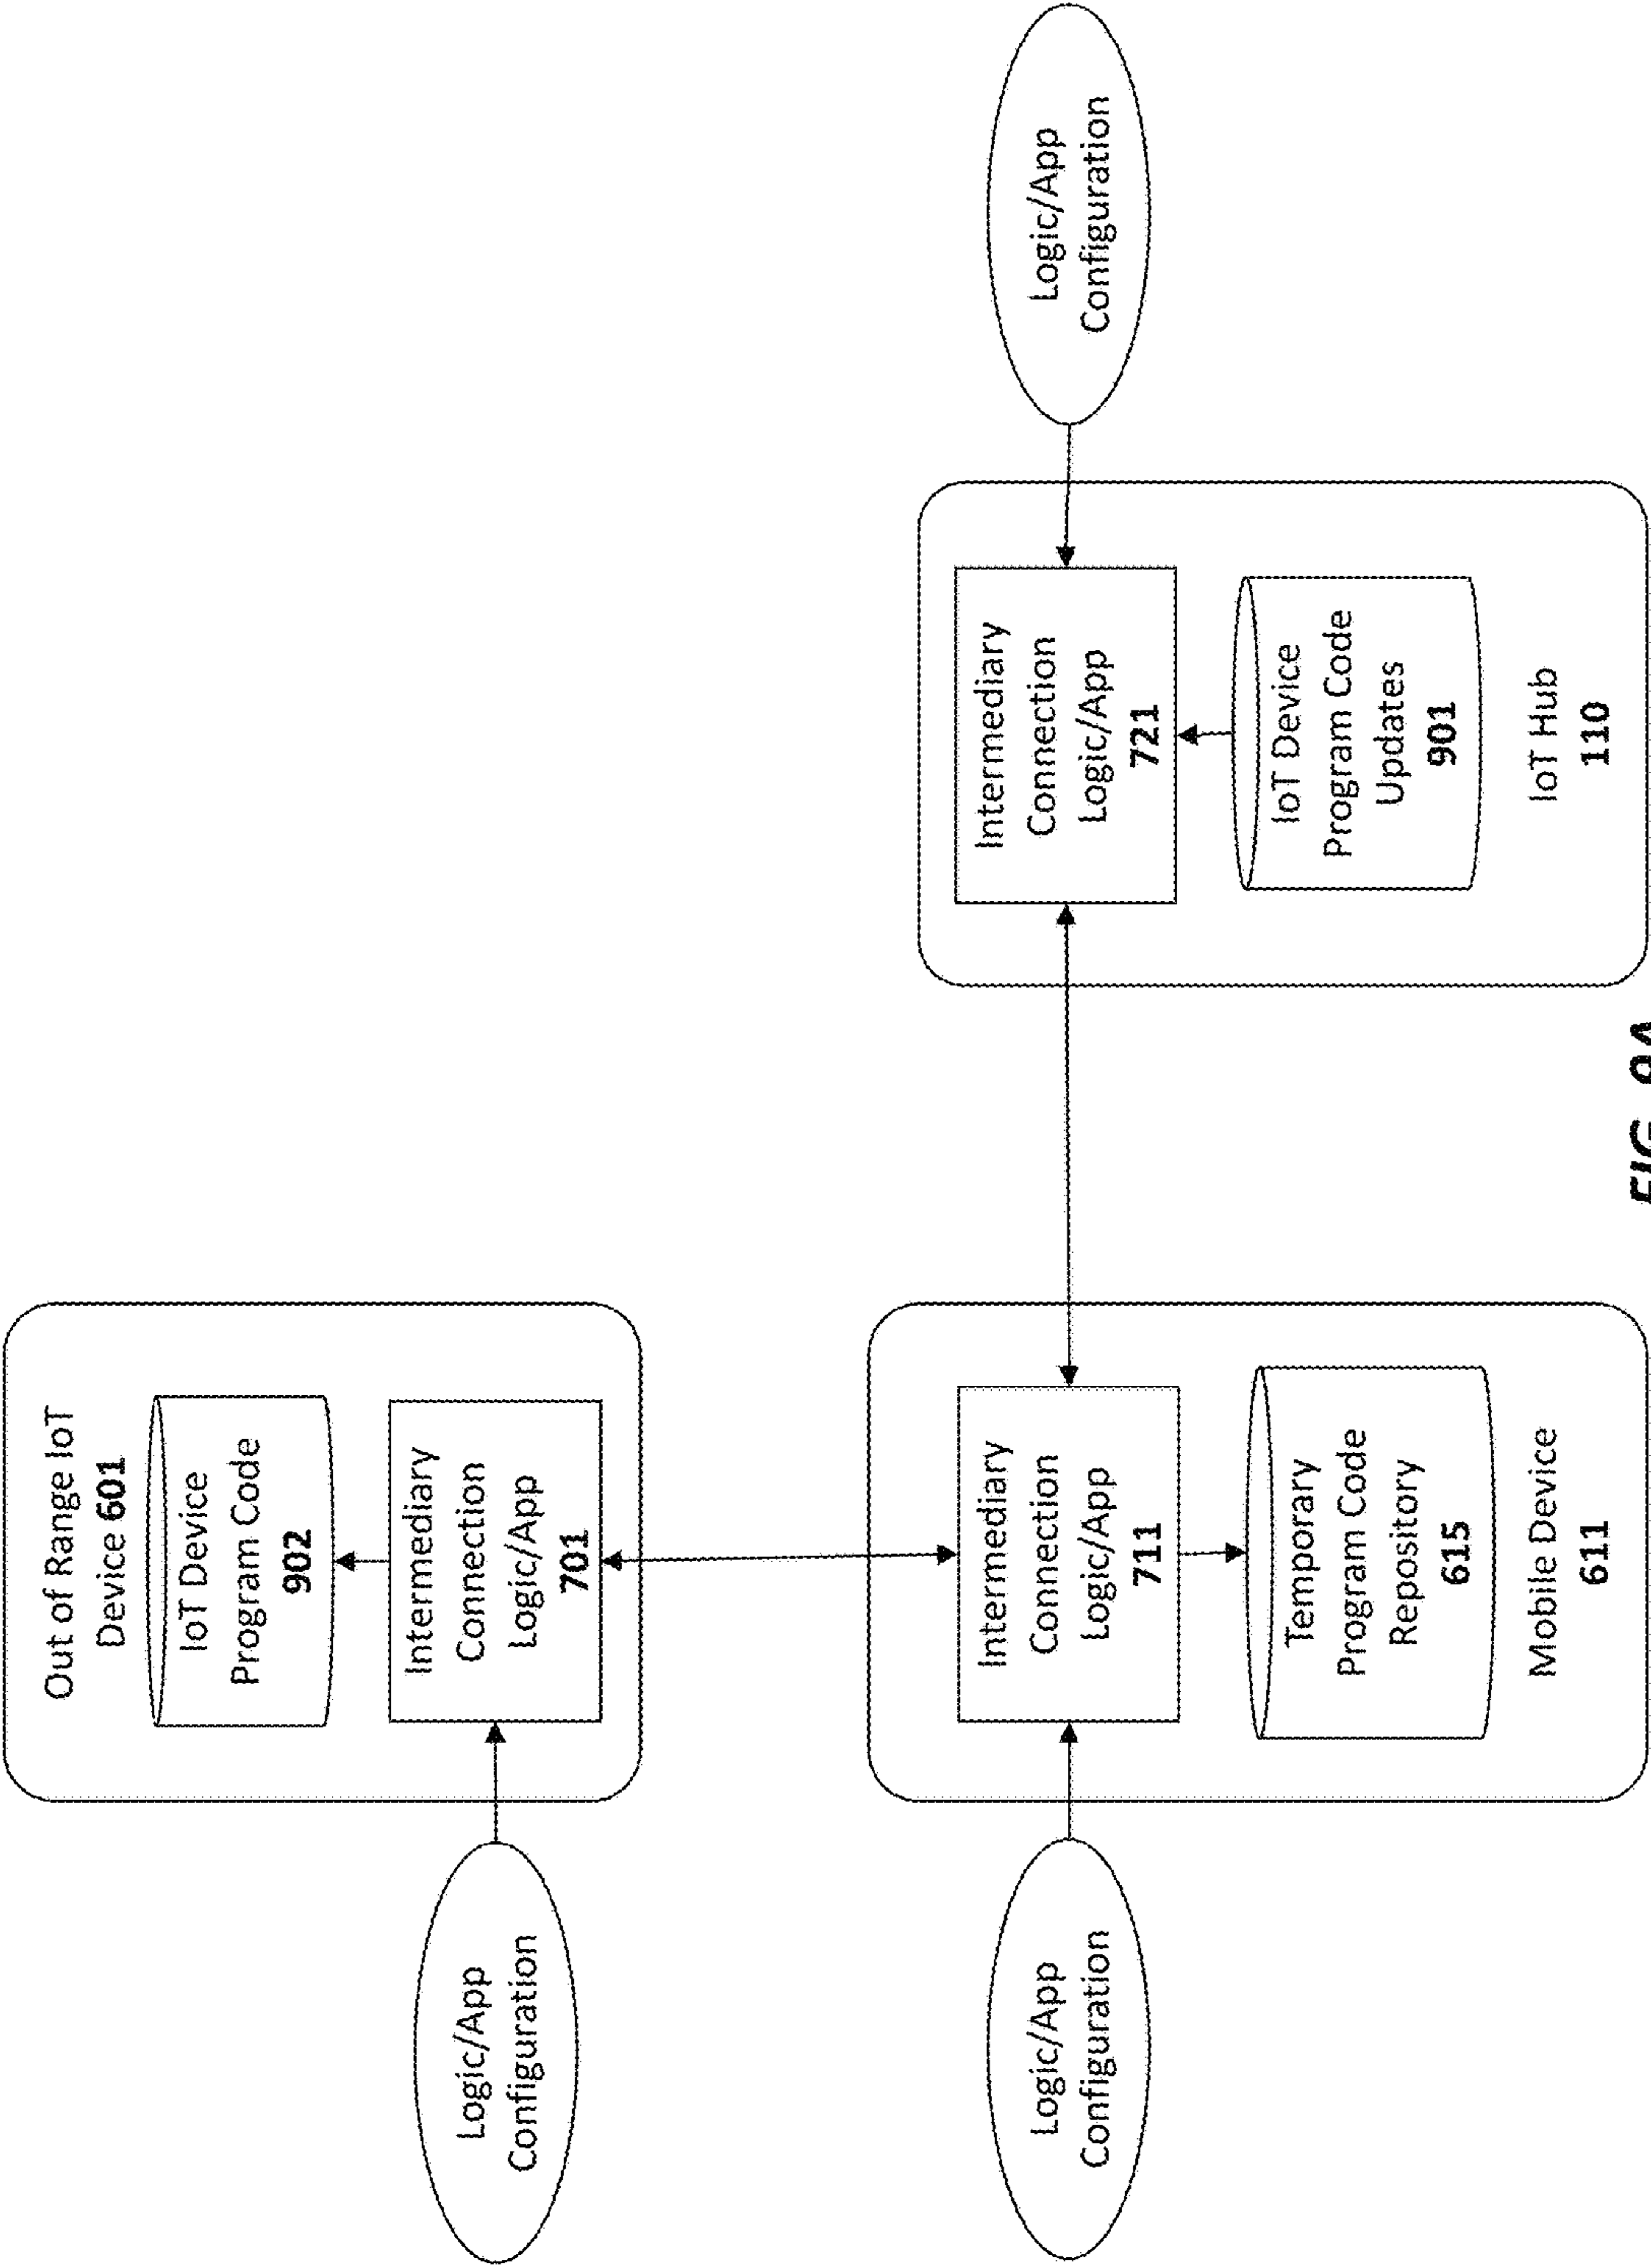 Out of Range IoT
Device 601
IoT Device
Program Code
902
Intermediary
Connection
Logic/App
701
Logic/App
Configuration
Logic/App
Configuration
Intermediary
Connection
Logic/App
711
Temporary
Program Code
Repository
615
Mobile Device
611
Intermediary
Connection
Logic/App
721
IoT Device
Program Code
Updates
901
IoT Hub
110
Logic/App
Configuration
FIG. 9A